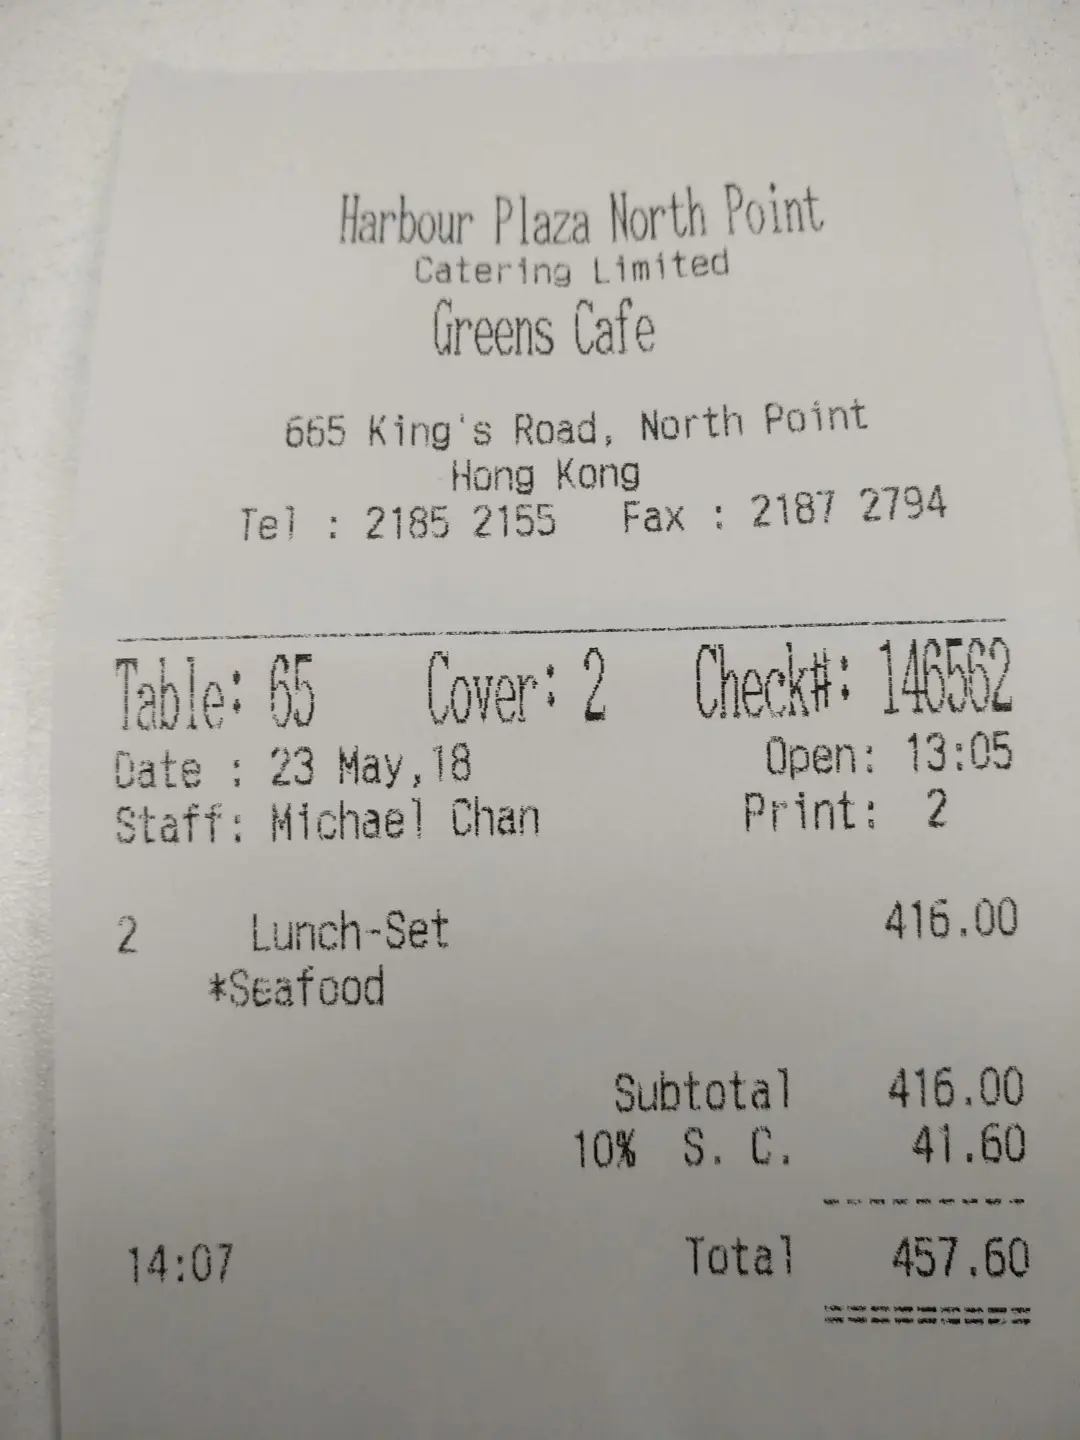 Harbour Plaza North Point
Catering Limited
Greens Cafe
665 King's Road, North Point
Hong Kong
Tel : 2185 2155 Fax : 2187 2794
Table: 65 Cover: 2 Check#: 146562
Date : 23 May,18 Open: 13:05
Staff: Michael Chan Print: 2
2 Lunch-Set 416.00
*Seafood
Subtotal 416.00
10% S. C. 41.60
---------
14:07 Total 457.60
=========